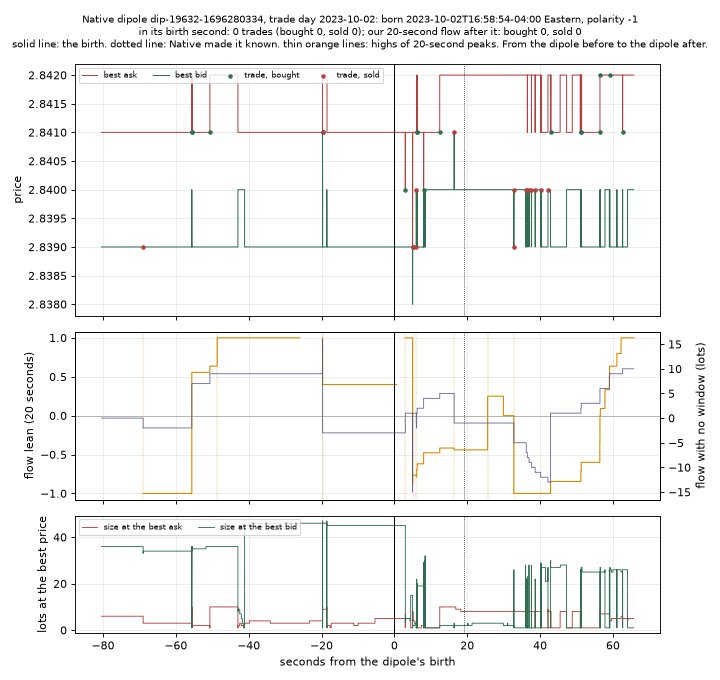 Native dipole dip-19632-1696280334, trade day 2023-10-02: born 2023-10-02T16:58:54-04:00 Eastern, polarity -1
in its birth second: 0 trades (bought 0, sold 0); our 20-second flow after it: bought 0, sold 0
solid line: the birth. dotted line: Native made it known. thin orange lines: highs of 20-second peaks. From the dipole before to the dipole after.
best ask
best bid
trade, bought
trade, sold
2.8420
2.8415
2.8410
2.8405
2.8400
2.8395
2.8390
2.8385
2.8380
price
1.0
0.5
0.0
−0.5
−1.0
flow lean (20 seconds)
15
10
5
0
−5
−10
−15
flow with no window (lots)
size at the best ask
size at the best bid
40
20
0
lots at the best price
−80
−60
−40
−20
0
20
40
60
seconds from the dipole's birth